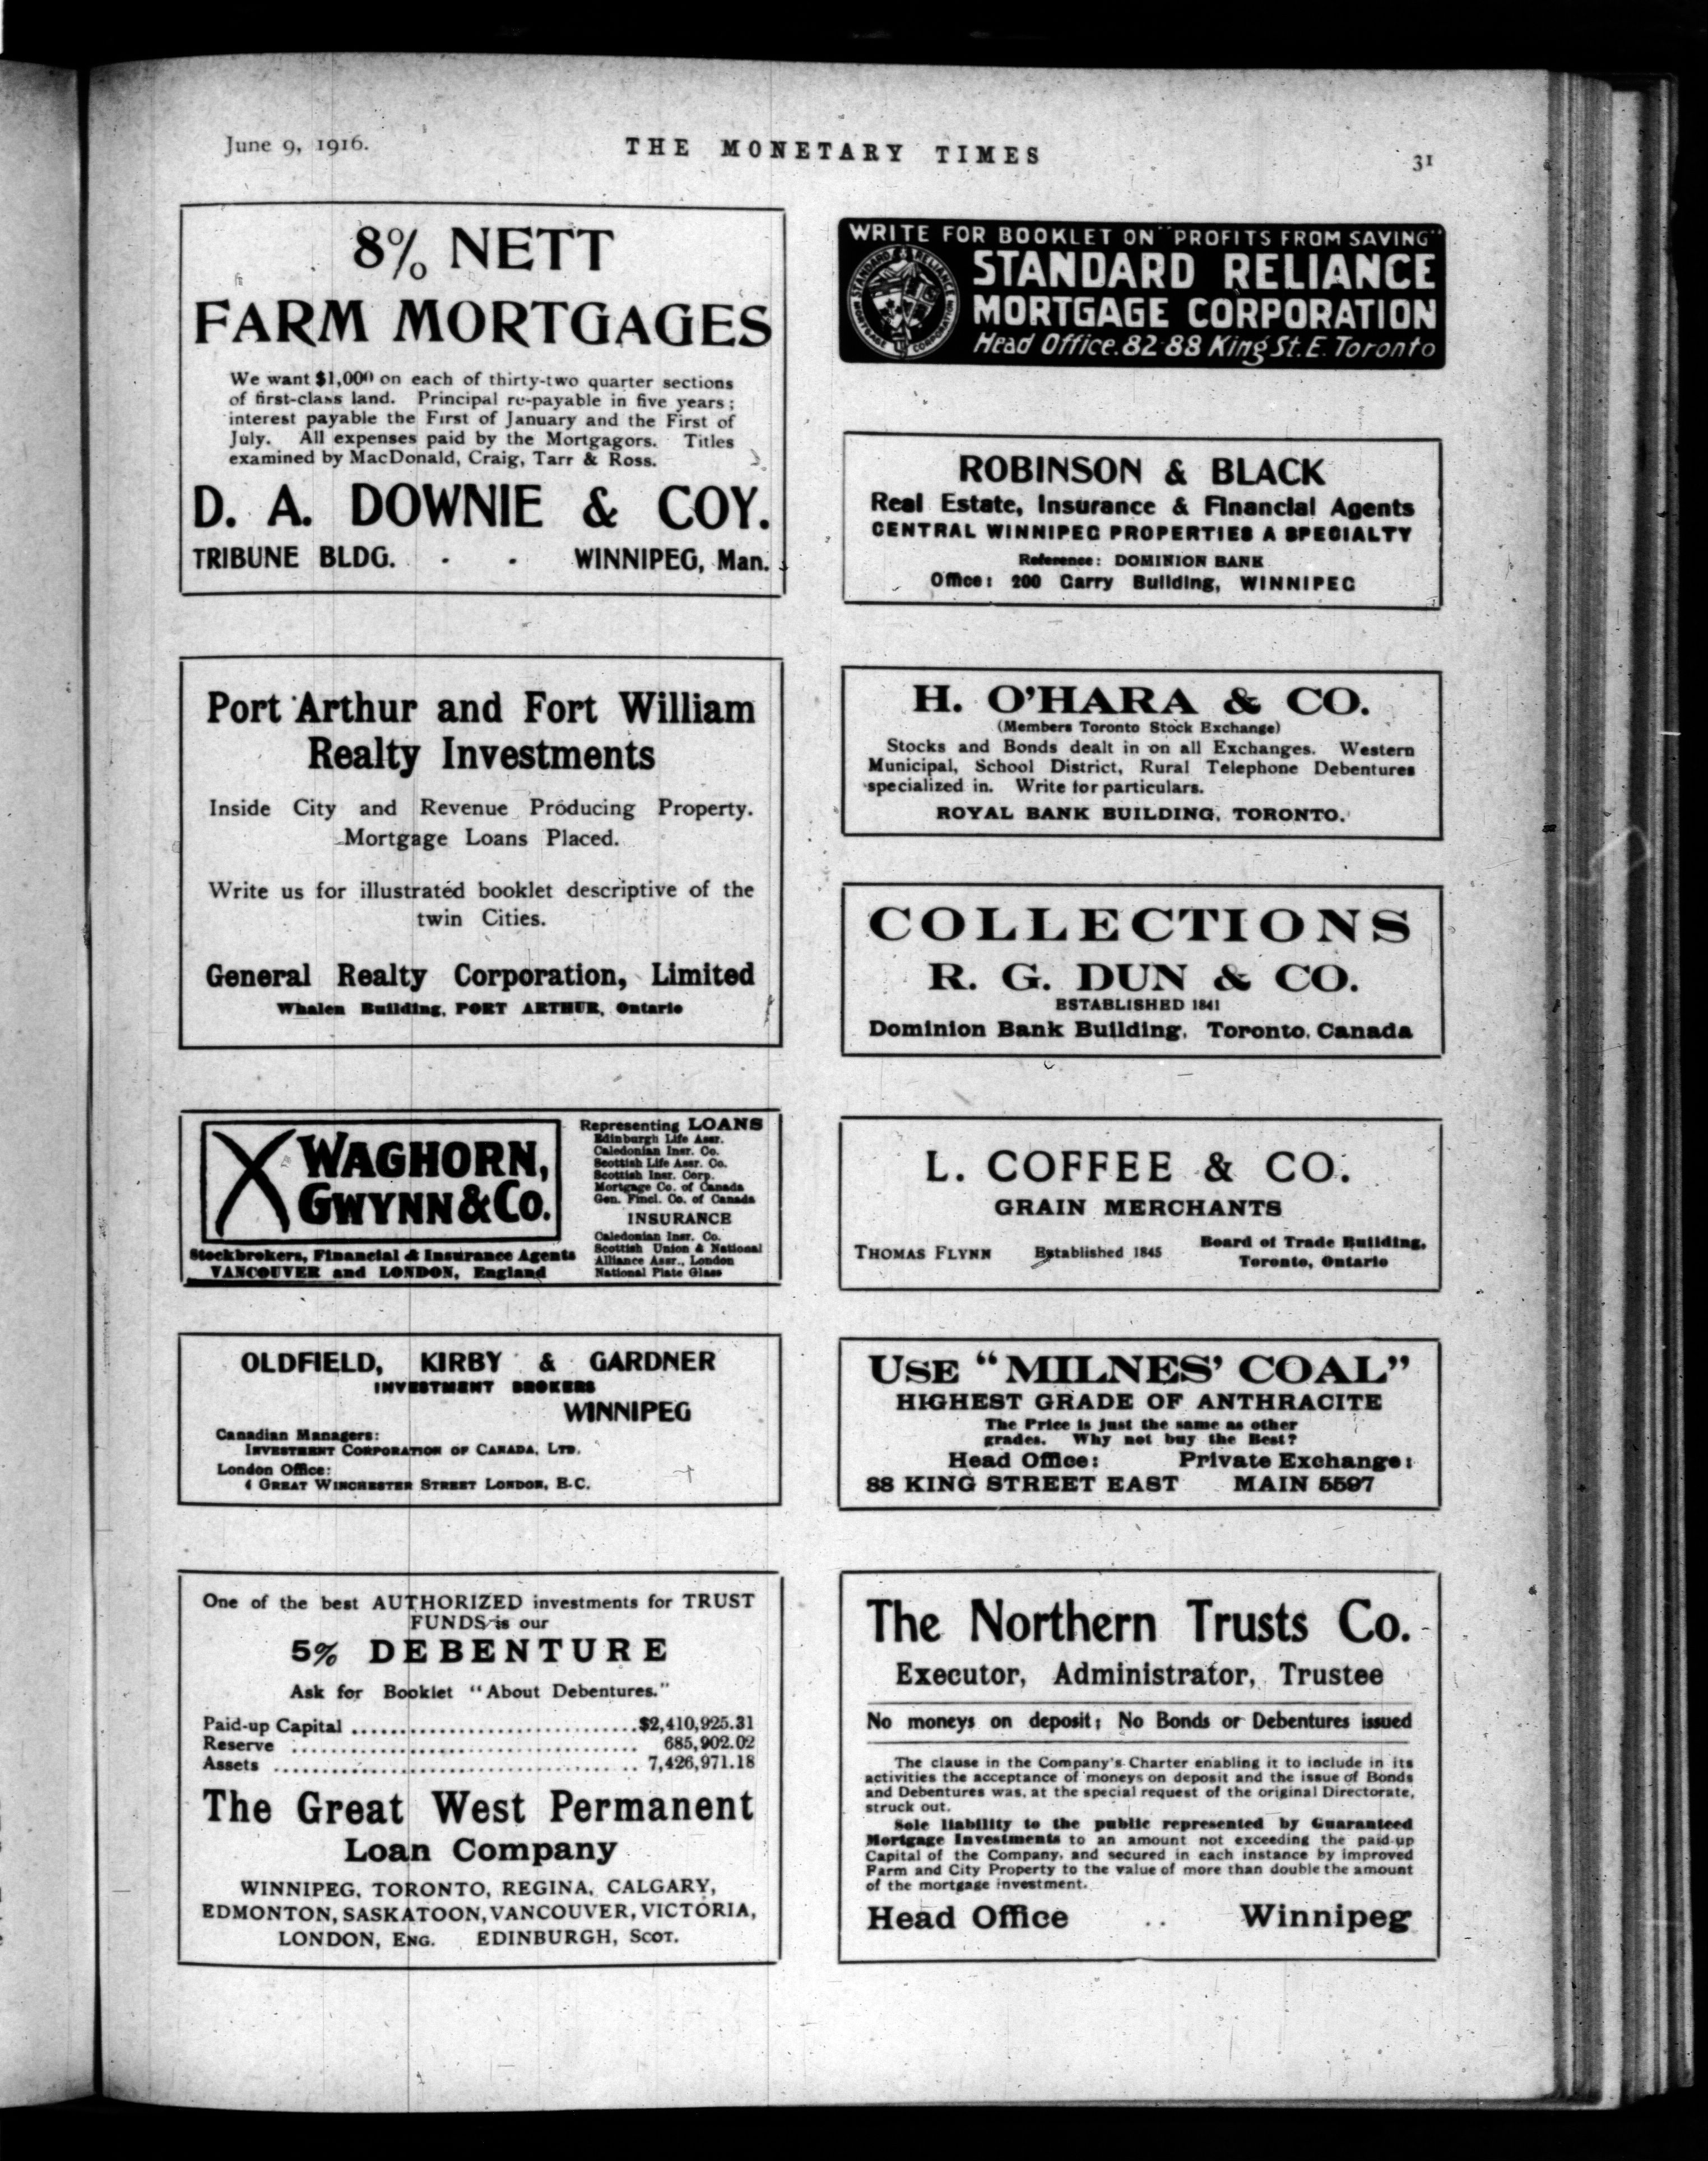 June 9, 1916.
THE MONETARY TIMES
31
8% NETT
FARM MORTGAGES
We want $1,000 on each of thirty-two quarter sections
of first-class land. Principal re-payable in five years;
interest payable the First of January and the First of
July. All expenses paid by the Mortgagors. Titles
examined by MacDonald, Craig, Tarr & Ross.
D. A. DOWNIE & COY.
TRIBUNE BLDG. - - WINNIPEG, Man.
Port Arthur and Fort William
Realty Investments
Inside City and Revenue Producing Property.
Mortgage Loans Placed.
Write us for illustrated booklet descriptive of the
twin Cities.
General Realty Corporation, Limited
Whalen Building, PORT ARTHUR, Ontario
WAGHORN,
GWYNN & Co.
Stockbrokers, Financial & Insurance Agents
VANCOUVER and LONDON, England
Representing LOANS
Edinburgh Life Assr.
Caledonian Insr. Co.
Scottish Life Assr. Co.
Scottish Insr. Corp.
Mortgage Co. of Canada
Gen. Fincl. Co. of Canada
INSURANCE
Caledonian Insr. Co.
Scottish Union & National
Alliance Assr., London
National Plate Glass
OLDFIELD, KIRBY & GARDNER
INVESTMENT BROKERS
WINNIPEG
Canadian Managers:
INVESTMENT CORPORATION OF CANADA, LTD.
London Office:
4 GREAT WINCHESTER STREET LONDON, E.C.
One of the best AUTHORIZED investments for TRUST
FUNDS is our
5% DEBENTURE
Ask for Booklet "About Debentures."
Paid-up Capital ..................................$2,410,925.31
Reserve .......................................... 685,902.02
Assets ............................................ 7,426,971.18
The Great West Permanent
Loan Company
WINNIPEG, TORONTO, REGINA, CALGARY,
EDMONTON, SASKATOON, VANCOUVER, VICTORIA,
LONDON, ENG. EDINBURGH, SCOT.
WRITE FOR BOOKLET ON "PROFITS FROM SAVING"
STANDARD RELIANCE
MORTGAGE CORPORATION
Head Office. 82-88 King St. E. Toronto
STANDARD RELIANCE
MORTGAGE CORPORATION
ROBINSON & BLACK
Real Estate, Insurance & Financial Agents
CENTRAL WINNIPEG PROPERTIES A SPECIALTY
Reference: DOMINION BANK
Office: 200 Garry Building, WINNIPEG
H. O'HARA & CO.
(Members Toronto Stock Exchange)
Stocks and Bonds dealt in on all Exchanges. Western
Municipal, School District, Rural Telephone Debentures
specialized in. Write for particulars.
ROYAL BANK BUILDING, TORONTO.
COLLECTIONS
R. G. DUN & CO.
ESTABLISHED 1841
Dominion Bank Building, Toronto, Canada
L. COFFEE & CO.
GRAIN MERCHANTS
THOMAS FLYNN Established 1845 Board of Trade Building,
Toronto, Ontario
USE "MILNES' COAL"
HIGHEST GRADE OF ANTHRACITE
The Price is just the same as other
grades. Why not buy the Best?
Head Office: Private Exchange:
88 KING STREET EAST MAIN 5597
The Northern Trusts Co.
Executor, Administrator, Trustee
No moneys on deposit; No Bonds or Debentures issued
The clause in the Company's Charter enabling it to include in its
activities the acceptance of moneys on deposit and the issue of Bonds
and Debentures was, at the special request of the original Directorate,
struck out.
Sole liability to the public represented by Guaranteed
Mortgage Investments to an amount not exceeding the paid-up
Capital of the Company, and secured in each instance by improved
Farm and City Property to the value of more than double the amount
of the mortgage investment.
Head Office .. Winnipeg